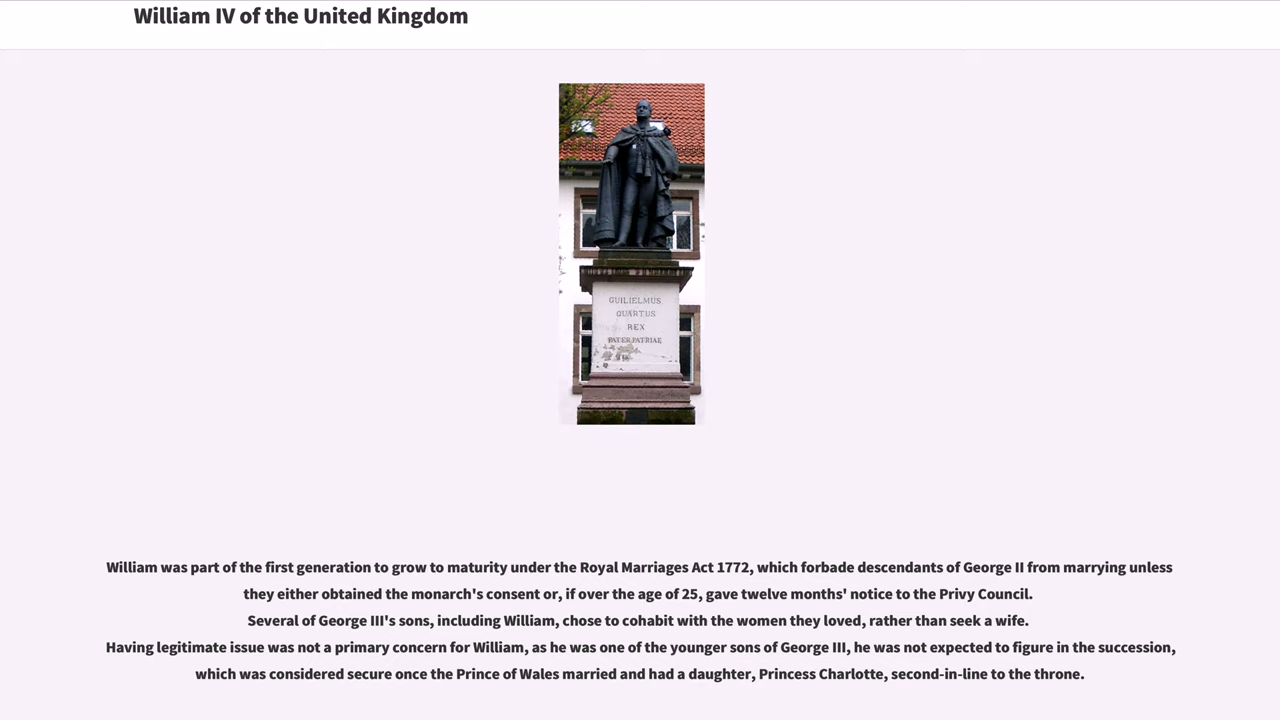 William IV of the United Kingdom
GUILIELMUS
QUARTUS
REX
PATER PATRIAE
William was part of the first generation to grow to maturity under the Royal Marriages Act 1772, which forbade descendants of George II from marrying unless
they either obtained the monarch's consent or, if over the age of 25, gave twelve months' notice to the Privy Council.
Several of George III's sons, including William, chose to cohabit with the women they loved, rather than seek a wife.
Having legitimate issue was not a primary concern for William, as he was one of the younger sons of George III, he was not expected to figure in the succession,
which was considered secure once the Prince of Wales married and had a daughter, Princess Charlotte, second-in-line to the throne.